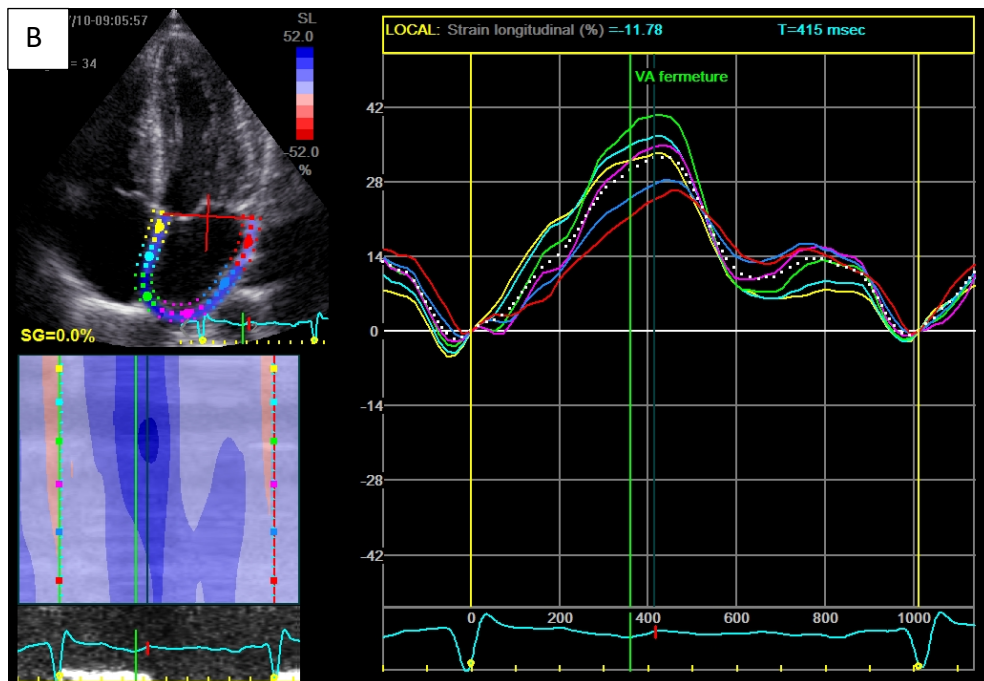 B
/10-09:05:57
= 34
SL
52.0
-52.0
%
SG=0.0%
LOCAL: Strain longitudinal (%) =-11.78 T=415 msec
VA fermeture
42
28
14
0
-14
-28
-42
0 200 400 600 800 1000